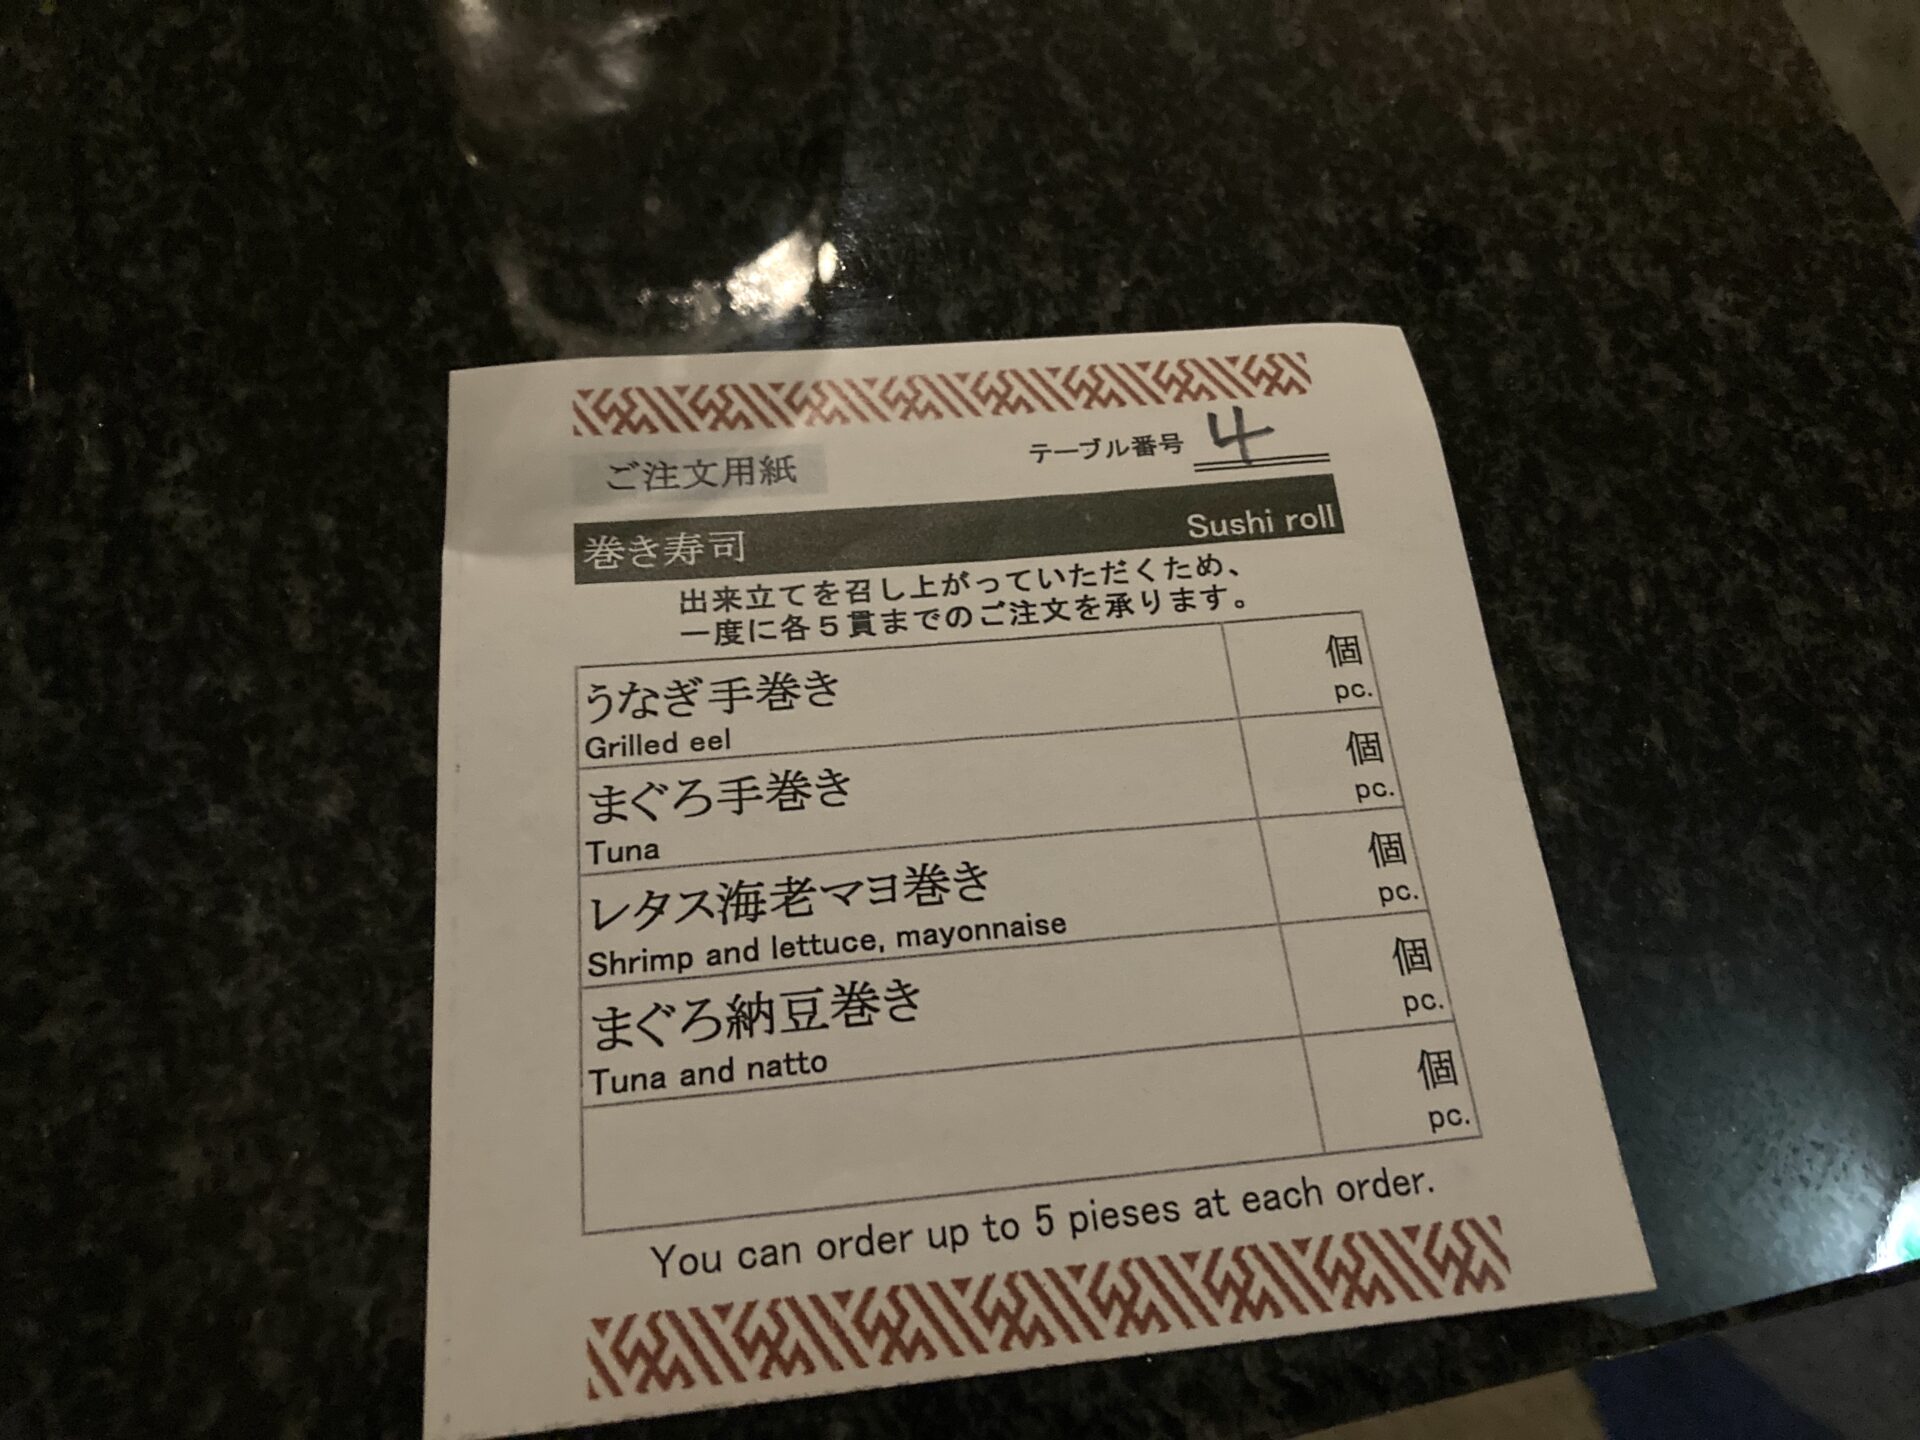 ご注文用紙
テーブル番号 4
巻き寿司 Sushi roll
出来立てを召し上がっていただくため、
一度に各5貫までのご注文を承ります。
うなぎ手巻き 個
Grilled eel pc.
まぐろ手巻き 個
Tuna pc.
レタス海老マヨ巻き 個
Shrimp and lettuce, mayonnaise pc.
まぐろ納豆巻き 個
Tuna and natto pc.
個
pc.
You can order up to 5 pieses at each order.